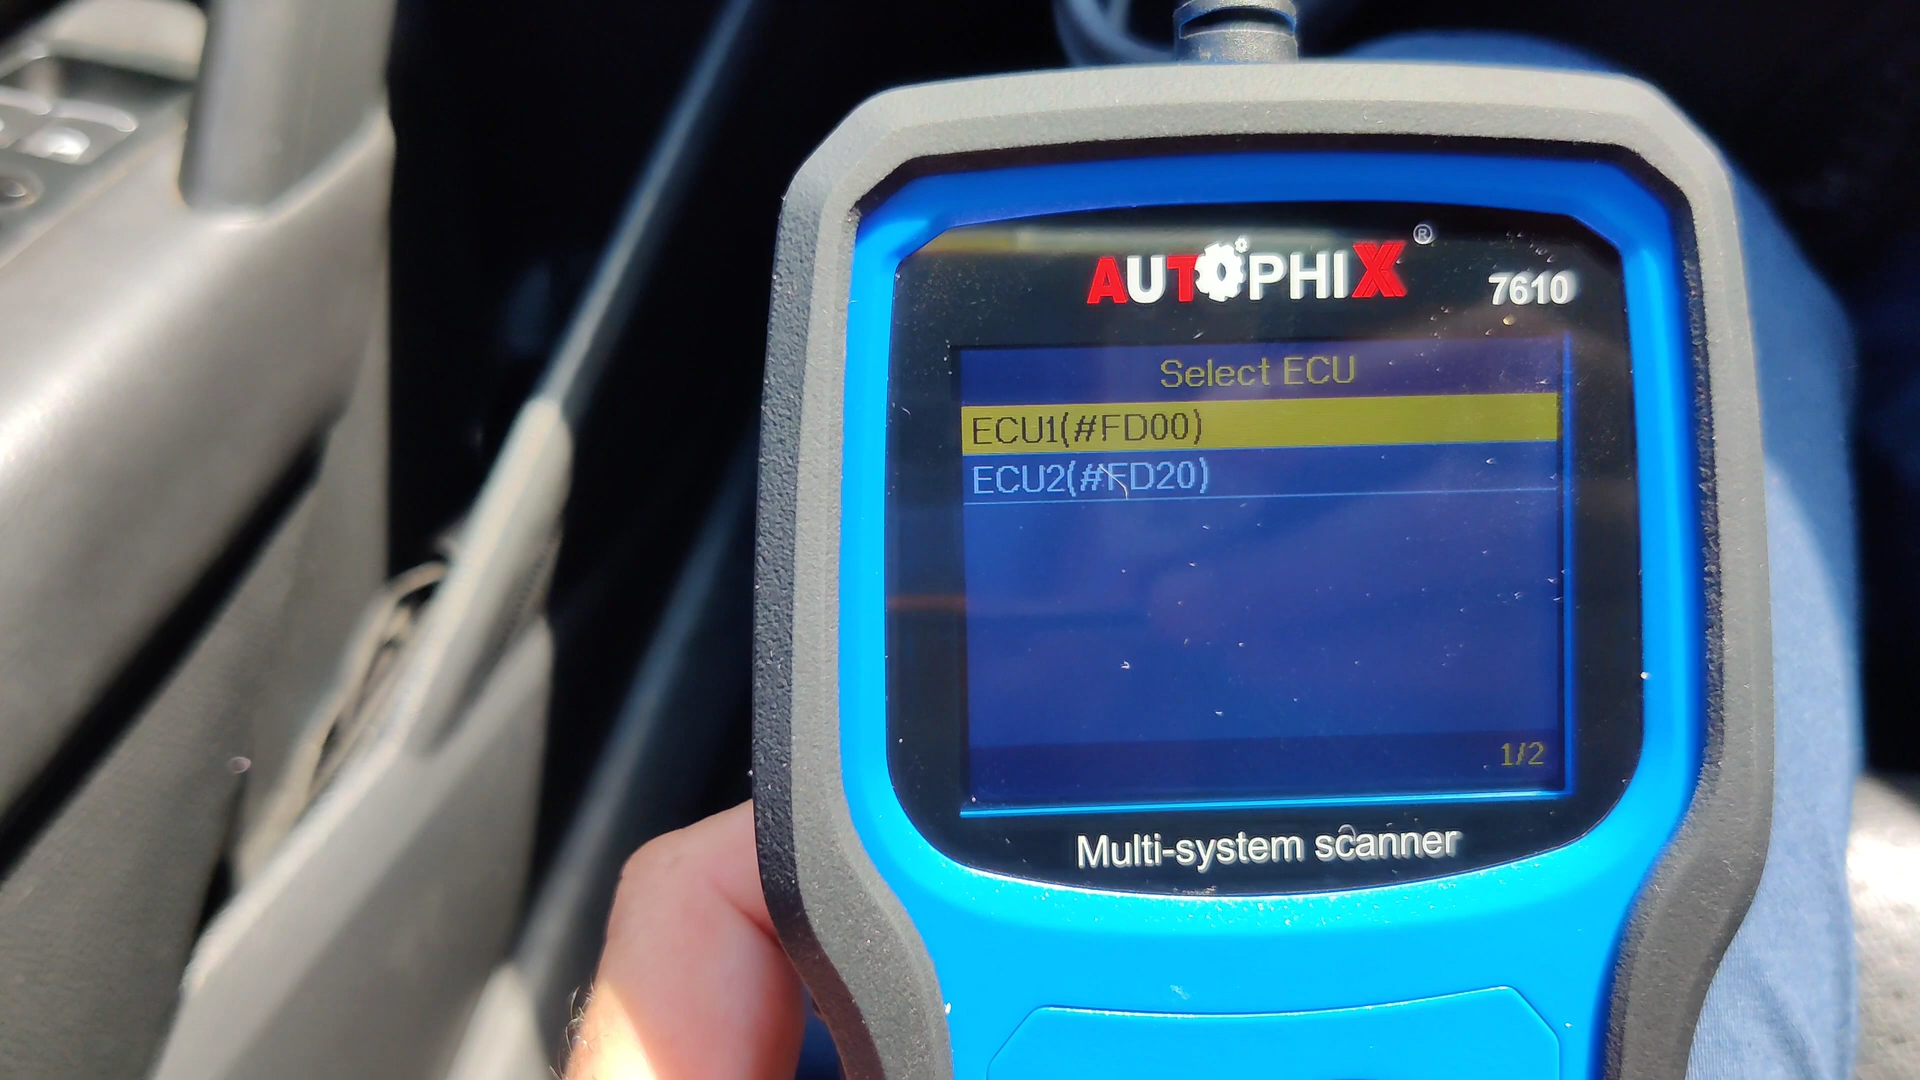 AUTOPHIX®
7610
Select ECU
ECU1(#FD00)
ECU2(#FD20)
1/2
Multi-system scanner